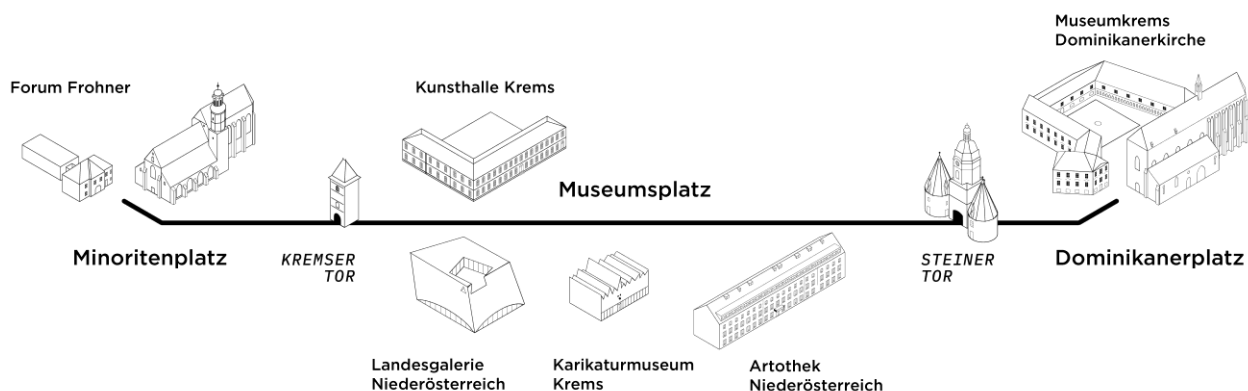 Museumkrems
Dominikanerkirche
Forum Frohner
Kunsthalle Krems
Museumsplatz
Minoritenplatz
KREMSER
TOR
STEINER
TOR
Dominikanerplatz
Landesgalerie
Niederösterreich
Karikaturmuseum
Krems
Artothek
Niederösterreich